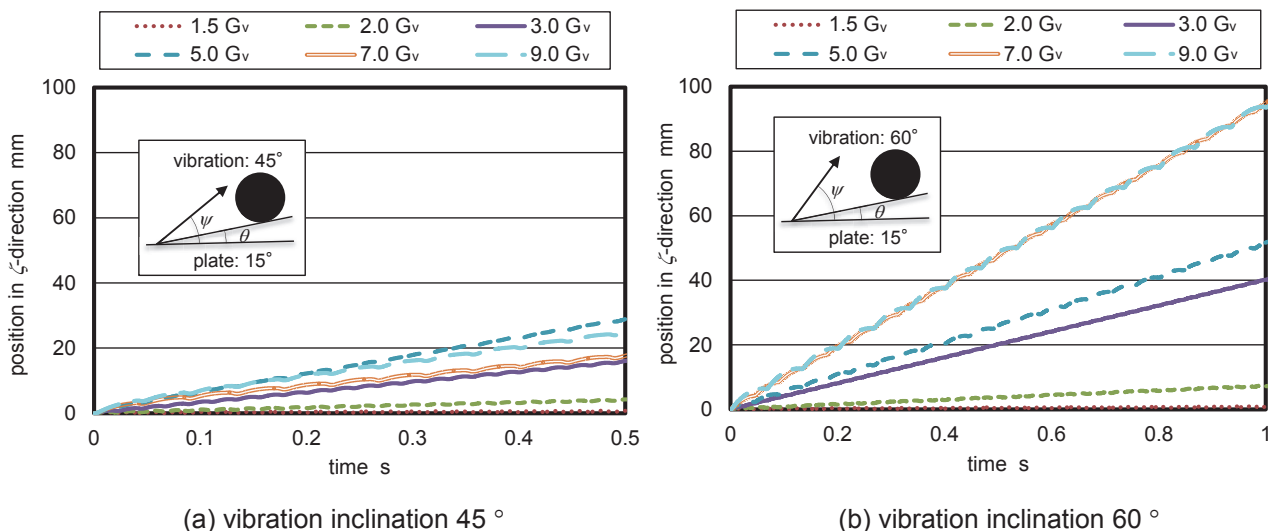 1.5 Gv 2.0 Gv 3.0 Gv
5.0 Gv 7.0 Gv 9.0 Gv
100
80
60
40
20
0
position in ζ-direction mm
vibration: 45°
ψ
θ
plate: 15°
0 0.1 0.2 0.3 0.4 0.5
time s
(a) vibration inclination 45 °
1.5 Gv 2.0 Gv 3.0 Gv
5.0 Gv 7.0 Gv 9.0 Gv
100
80
60
40
20
0
position in ζ-direction mm
vibration: 60°
ψ
θ
plate: 15°
0 0.2 0.4 0.6 0.8 1
time s
(b) vibration inclination 60 °